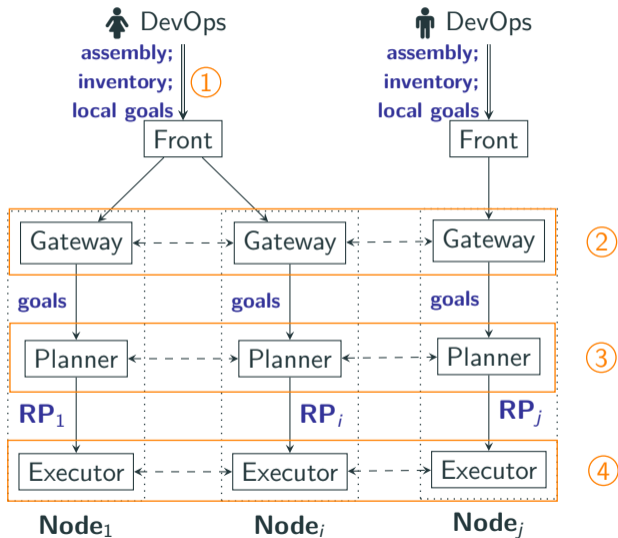 DevOps DevOps
assembly; assembly;
inventory; 1 inventory;
local goals local goals
Front Front
Gateway Gateway Gateway 2
goals goals goals
Planner Planner Planner 3
RP₁ RPᵢ RPⱼ
Executor Executor Executor 4
Node₁ Nodeᵢ Nodeⱼ